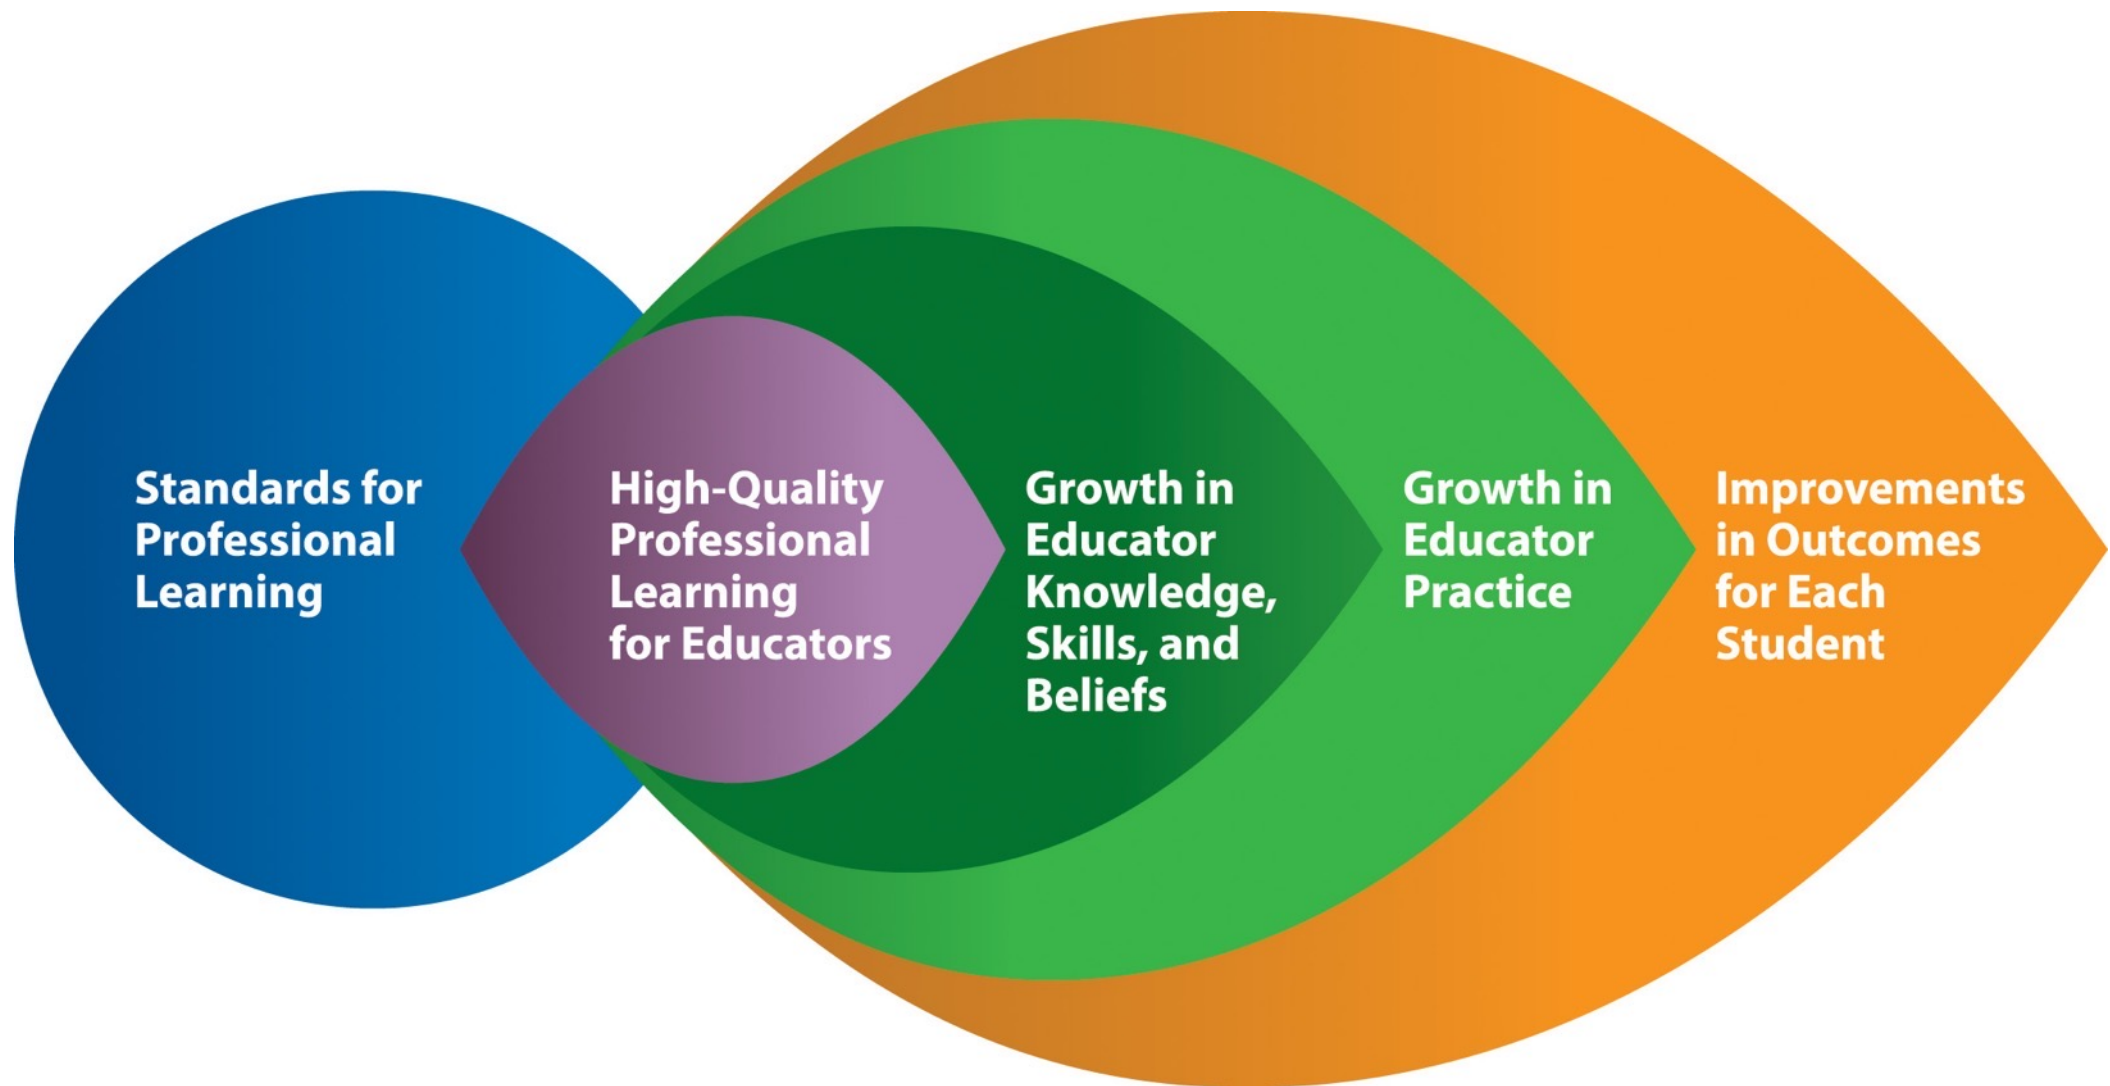 Standards for
Professional
Learning
High-Quality
Professional
Learning
for Educators
Growth in
Educator
Knowledge,
Skills, and
Beliefs
Growth in
Educator
Practice
Improvements
in Outcomes
for Each
Student